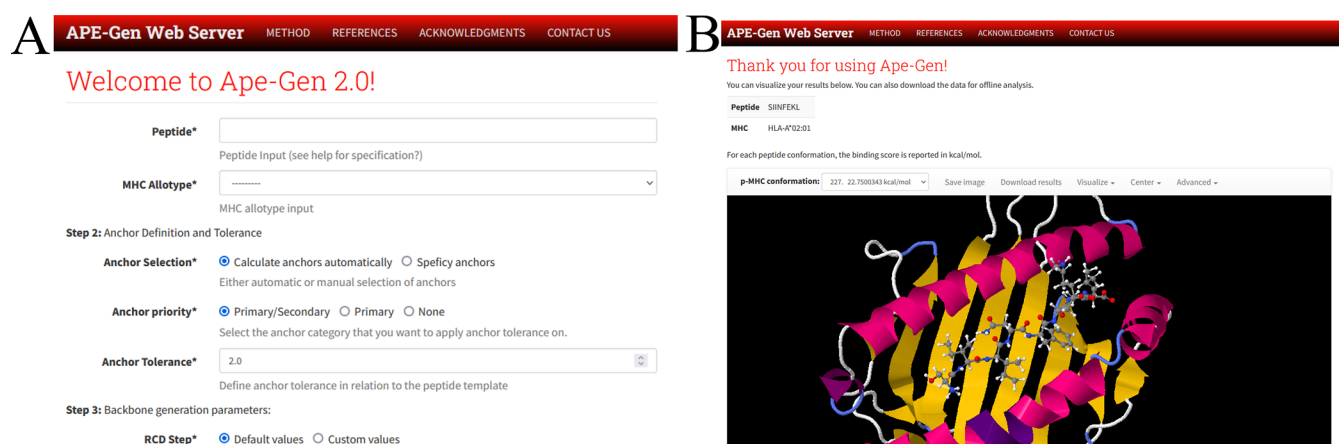 A
APE-Gen Web Server METHOD REFERENCES ACKNOWLEDGMENTS CONTACT US
Welcome to Ape-Gen 2.0!
Peptide*
Peptide Input (see help for specification?)
MHC Allotype* ---------
MHC allotype input
Step 2: Anchor Definition and Tolerance
Anchor Selection* Calculate anchors automatically Speficy anchors
Either automatic or manual selection of anchors
Anchor priority* Primary/Secondary Primary None
Select the anchor category that you want to apply anchor tolerance on.
Anchor Tolerance* 2.0
Define anchor tolerance in relation to the peptide template
Step 3: Backbone generation parameters:
RCD Step* Default values Custom values
B
APE-Gen Web Server METHOD REFERENCES ACKNOWLEDGMENTS CONTACT US
Thank you for using Ape-Gen!
You can visualize your results below. You can also download the data for offline analysis.
Peptide SIINFEKL
MHC HLA-A*02:01
For each peptide conformation, the binding score is reported in kcal/mol.
p-MHC conformation: 227. 22.7500343 kcal/mol Save image Download results Visualize Center Advanced